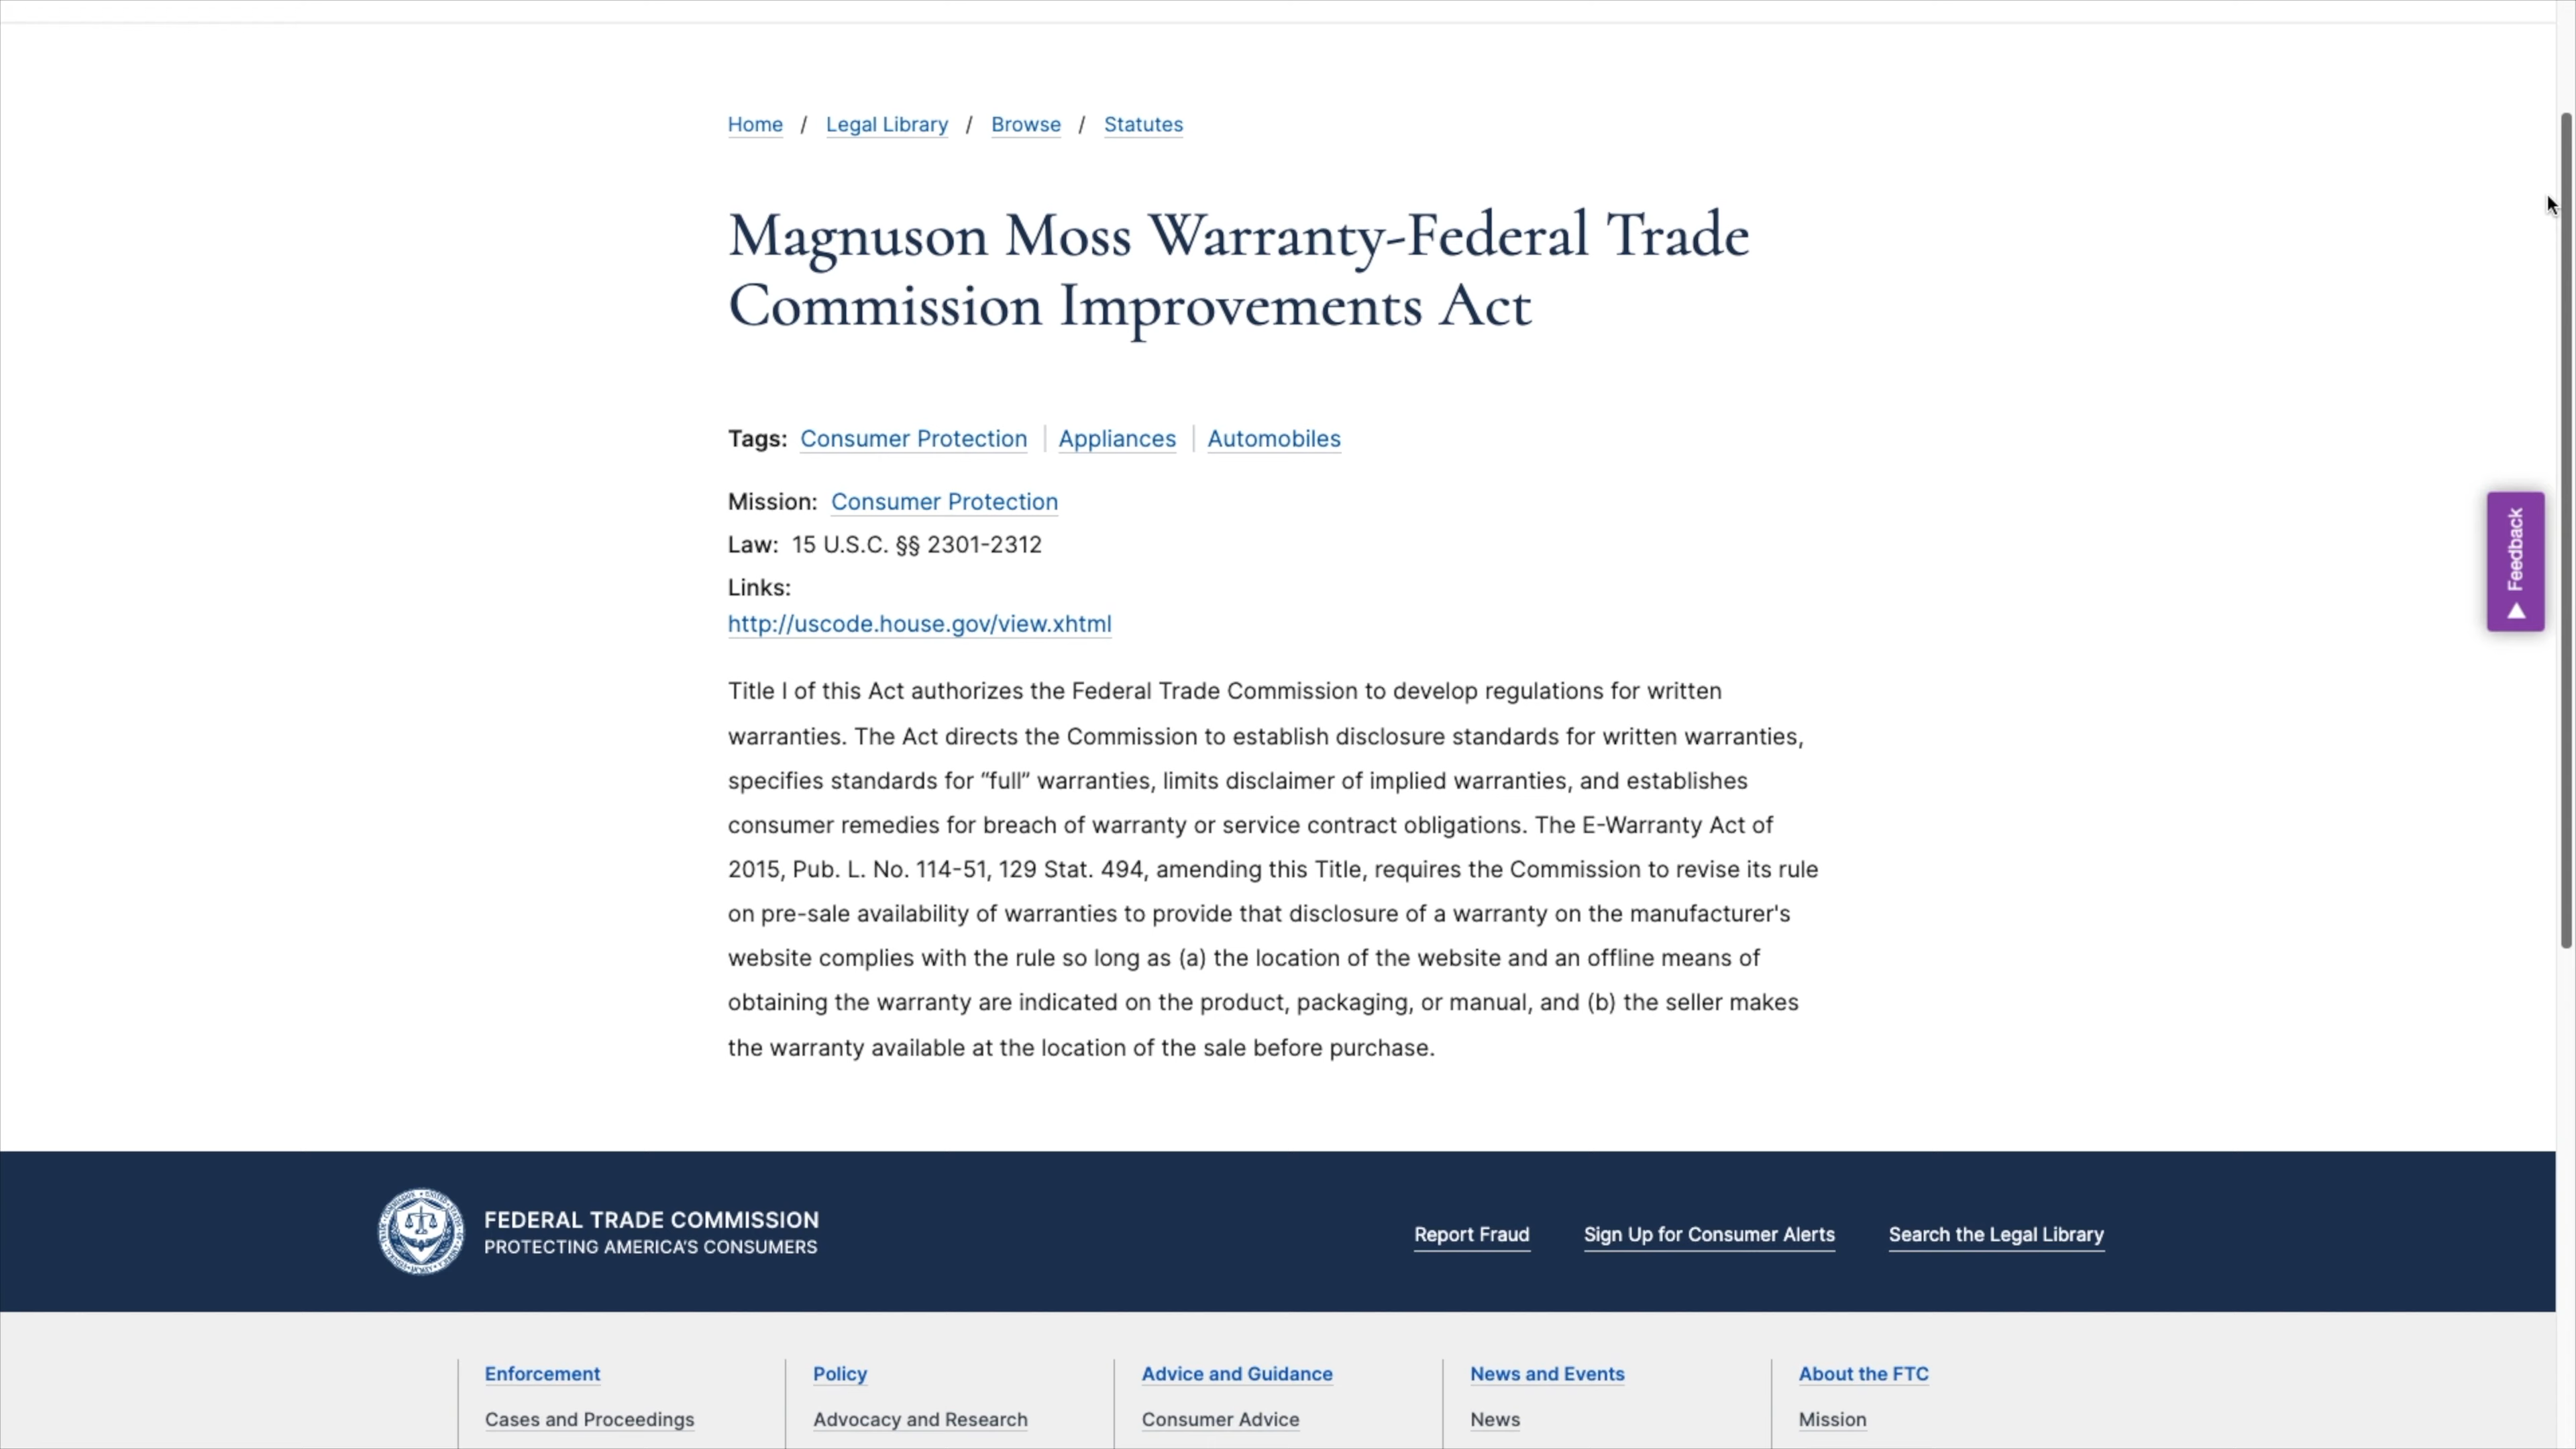 Home / Legal Library / Browse / Statutes
Magnuson Moss Warranty-Federal Trade
Commission Improvements Act
Tags: Consumer Protection | Appliances | Automobiles
Mission: Consumer Protection
Law: 15 U.S.C. §§ 2301-2312
Links:
http://uscode.house.gov/view.xhtml
Title I of this Act authorizes the Federal Trade Commission to develop regulations for written
warranties. The Act directs the Commission to establish disclosure standards for written warranties,
specifies standards for “full” warranties, limits disclaimer of implied warranties, and establishes
consumer remedies for breach of warranty or service contract obligations. The E-Warranty Act of
2015, Pub. L. No. 114-51, 129 Stat. 494, amending this Title, requires the Commission to revise its rule
on pre-sale availability of warranties to provide that disclosure of a warranty on the manufacturer's
website complies with the rule so long as (a) the location of the website and an offline means of
obtaining the warranty are indicated on the product, packaging, or manual, and (b) the seller makes
the warranty available at the location of the sale before purchase.
Feedback
FEDERAL TRADE COMMISSION
PROTECTING AMERICA'S CONSUMERS
Report Fraud
Sign Up for Consumer Alerts
Search the Legal Library
Enforcement
Cases and Proceedings
Policy
Advocacy and Research
Advice and Guidance
Consumer Advice
News and Events
News
About the FTC
Mission